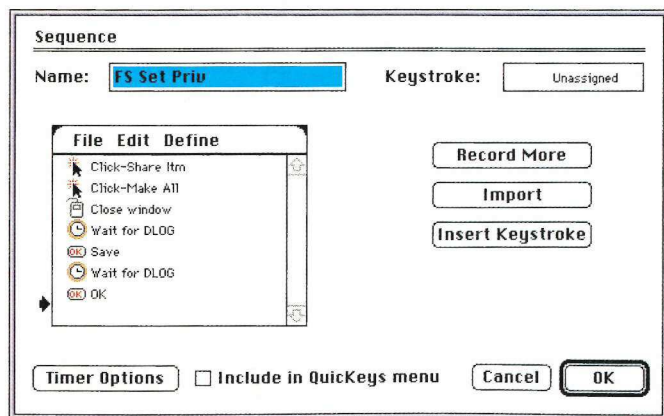 Sequence
Name: FS Set Priv Keystroke: Unassigned
File Edit Define
Click-Share Itm
Click-Make All
Close window
Wait for DLOG
OK Save
Wait for DLOG
OK OK
Record More
Import
Insert Keystroke
Timer Options Include in QuicKeys menu Cancel OK